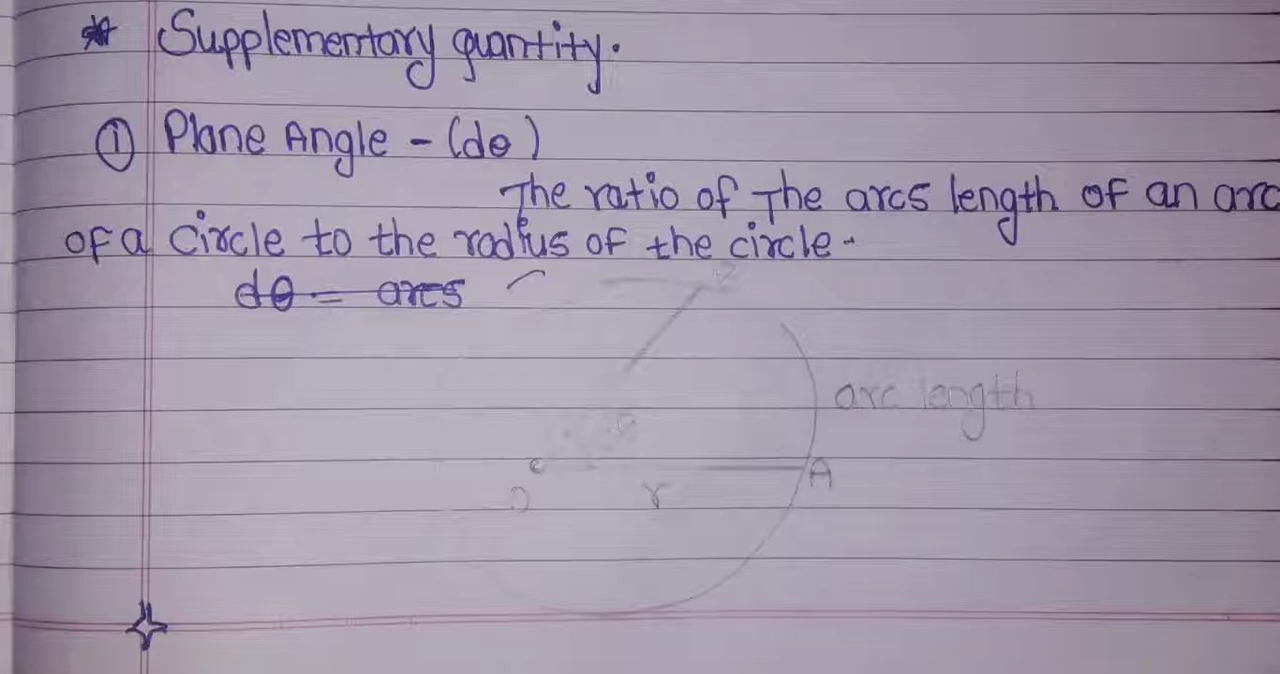 * Supplementary quantity.
① Plane Angle - (dθ)
The ratio of The arcs length of an arc
of a circle to the radius of the circle.
dθ = arcs
arc length
A
O r